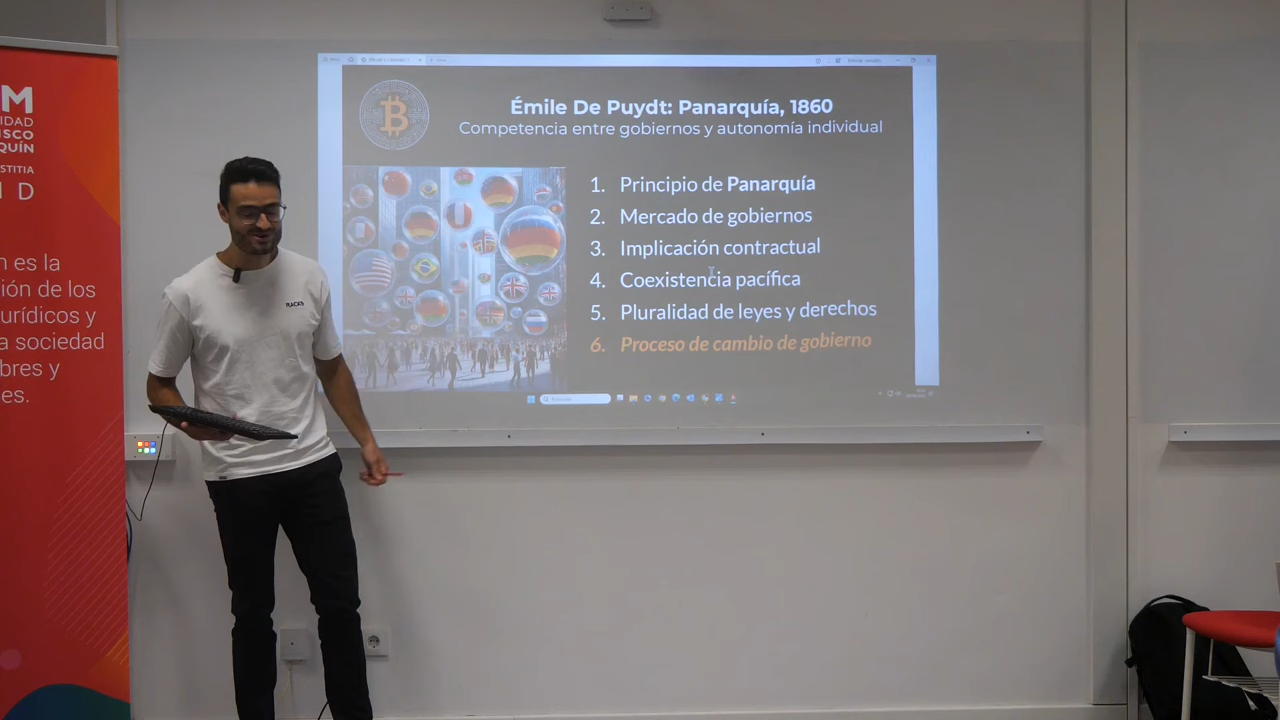 M
IDAD
ISCO
QUÍN
STITIA
I D
n es la
ión de los
urídicos y
a sociedad
bres y
es.
Émile De Puydt: Panarquía, 1860
Competencia entre gobiernos y autonomía individual
1. Principio de Panarquía
2. Mercado de gobiernos
3. Implicación contractual
4. Coexistencia pacífica
5. Pluralidad de leyes y derechos
6. Proceso de cambio de gobierno